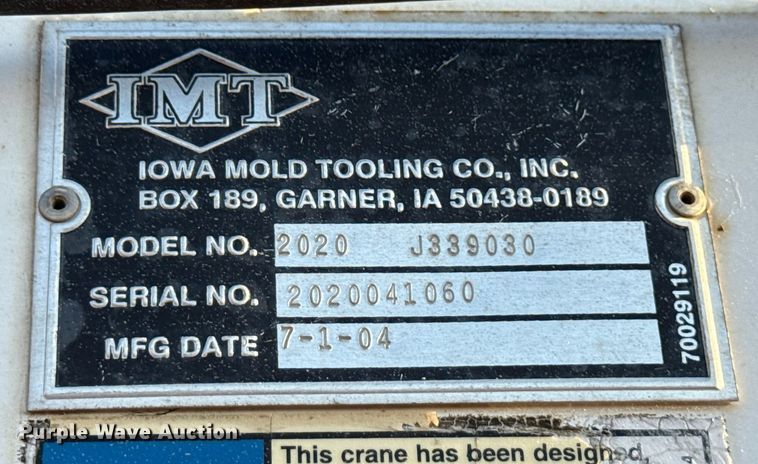 IMT
IOWA MOLD TOOLING CO., INC.
BOX 189, GARNER, IA 50438-0189
MODEL NO. 2020 J339030
SERIAL NO. 2020041060
MFG DATE 7-1-04
70029119
Purple Wave Auction
This crane has been designed,